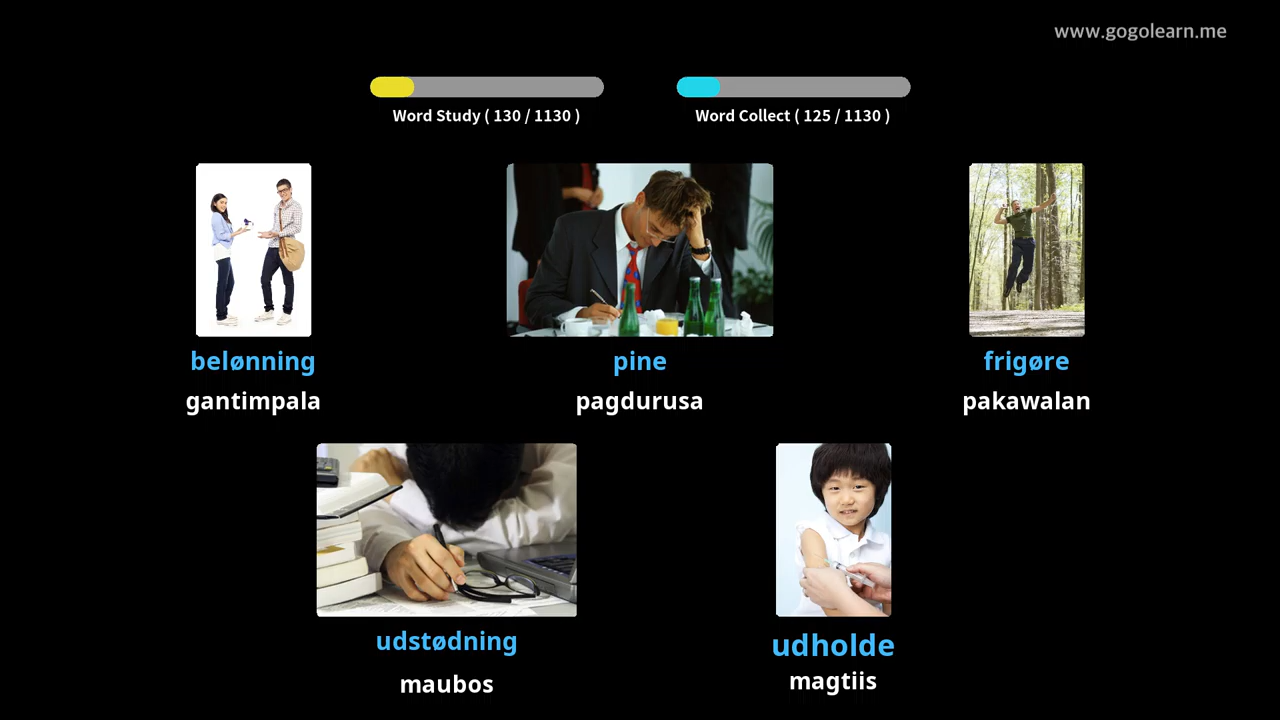 www.gogolearn.me
Word Study ( 130 / 1130 )
Word Collect ( 125 / 1130 )
belønning
pine
frigøre
gantimpala
pagdurusa
pakawalan
udstødning
udholde
maubos
magtiis